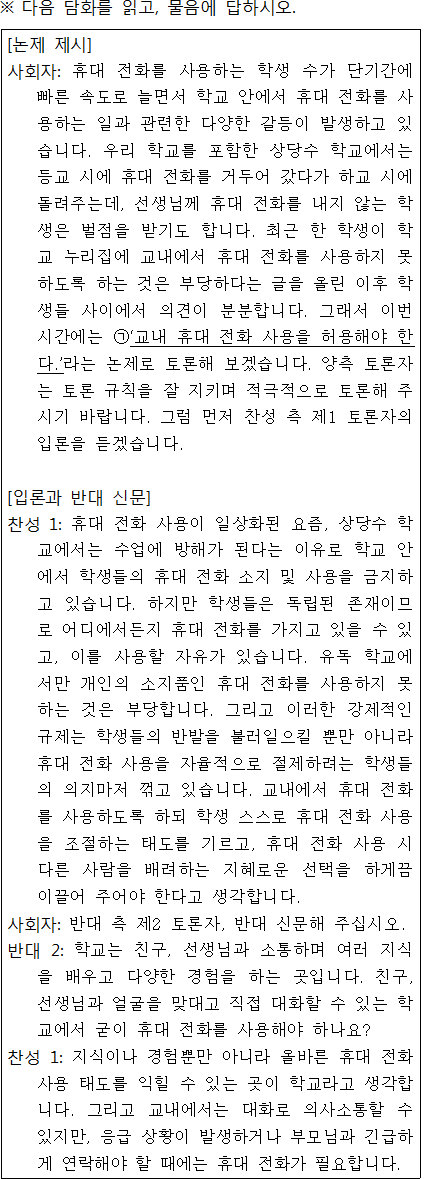 ※ 다음 담화를 읽고, 물음에 답하시오.
[논제 제시]
사회자: 휴대 전화를 사용하는 학생 수가 단기간에
빠른 속도로 늘면서 학교 안에서 휴대 전화를 사
용하는 일과 관련한 다양한 갈등이 발생하고 있
습니다. 우리 학교를 포함한 상당수 학교에서는
등교 시에 휴대 전화를 거두어 갔다가 하교 시에
돌려주는데, 선생님께 휴대 전화를 내지 않는 학
생은 벌점을 받기도 합니다. 최근 한 학생이 학
교 누리집에 교내에서 휴대 전화를 사용하지 못
하도록 하는 것은 부당하다는 글을 올린 이후 학
생들 사이에서 의견이 분분합니다. 그래서 이번
시간에는 ㉠‘교내 휴대 전화 사용을 허용해야 한
다.’라는 논제로 토론해 보겠습니다. 양측 토론자
는 토론 규칙을 잘 지키며 적극적으로 토론해 주
시기 바랍니다. 그럼 먼저 찬성 측 제1 토론자의
입론을 듣겠습니다.
[입론과 반대 신문]
찬성 1: 휴대 전화 사용이 일상화된 요즘, 상당수 학
교에서는 수업에 방해가 된다는 이유로 학교 안
에서 학생들의 휴대 전화 소지 및 사용을 금지하
고 있습니다. 하지만 학생들은 독립된 존재이므
로 어디에서든지 휴대 전화를 가지고 있을 수 있
고, 이를 사용할 자유가 있습니다. 유독 학교에
서만 개인의 소지품인 휴대 전화를 사용하지 못
하는 것은 부당합니다. 그리고 이러한 강제적인
규제는 학생들의 반발을 불러일으킬 뿐만 아니라
휴대 전화 사용을 자율적으로 절제하려는 학생들
의 의지마저 꺾고 있습니다. 교내에서 휴대 전화
를 사용하도록 하되 학생 스스로 휴대 전화 사용
을 조절하는 태도를 기르고, 휴대 전화 사용 시
다른 사람을 배려하는 지혜로운 선택을 하게끔
이끌어 주어야 한다고 생각합니다.
사회자: 반대 측 제2 토론자, 반대 신문해 주십시오.
반대 2: 학교는 친구, 선생님과 소통하며 여러 지식
을 배우고 다양한 경험을 하는 곳입니다. 친구,
선생님과 얼굴을 맞대고 직접 대화할 수 있는 학
교에서 굳이 휴대 전화를 사용해야 하나요?
찬성 1: 지식이나 경험뿐만 아니라 올바른 휴대 전화
사용 태도를 익힐 수 있는 곳이 학교라고 생각합
니다. 그리고 교내에서는 대화로 의사소통할 수
있지만, 응급 상황이 발생하거나 부모님과 긴급하
게 연락해야 할 때에는 휴대 전화가 필요합니다.